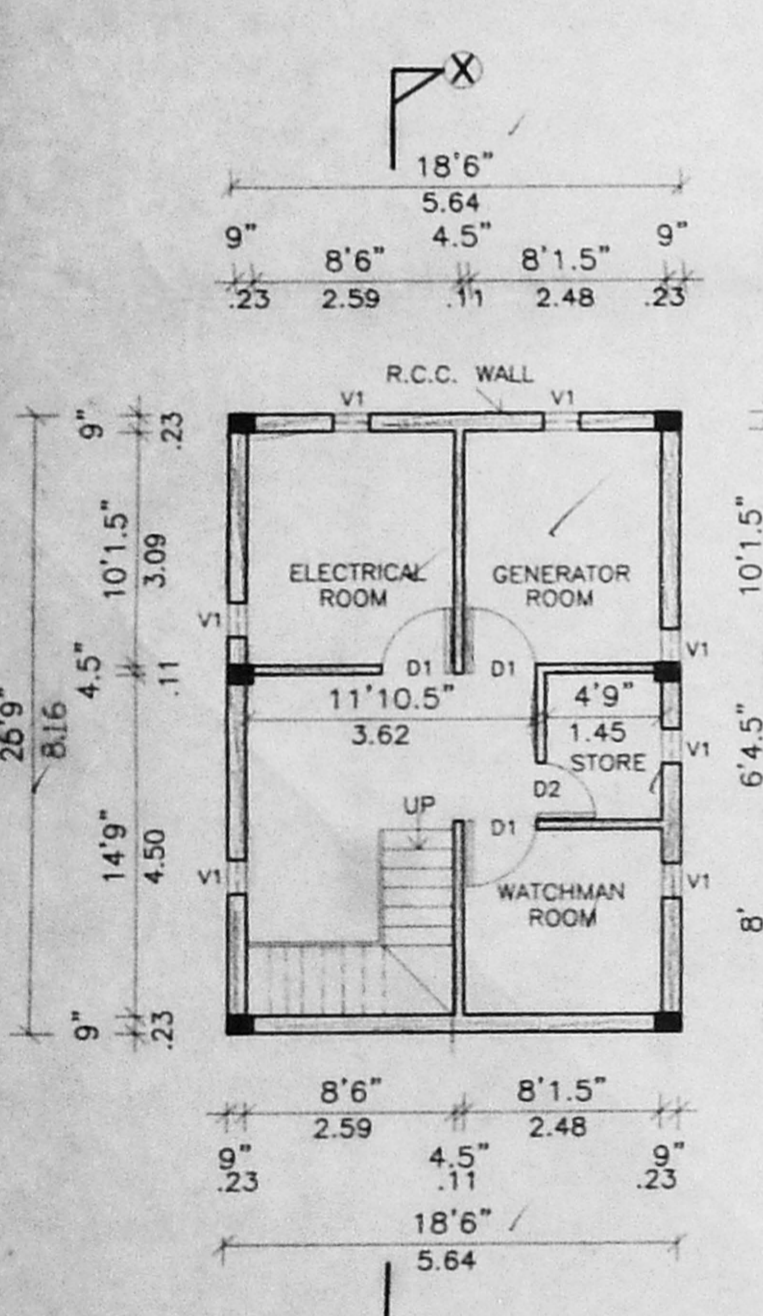 X
18'6"
5.64
9" 4.5" 9"
8'6" 8'1.5"
.23 2.59 .11 2.48 .23
R.C.C. WALL
V1 V1
9"
.23
10'1.5"
3.09
10'1.5"
ELECTRICAL
ROOM
GENERATOR
ROOM
V1
V1
4.5"
.11
D1 D1
11'10.5"
3.62
4'9"
1.45
STORE
V1
6'4.5"
26'9"
8.16
D2
UP
D1
14'9"
4.50
V1
V1
WATCHMAN
ROOM
8'
9"
.23
8'6" 8'1.5"
2.59 2.48
9" 4.5" 9"
.23 .11 .23
18'6"
5.64